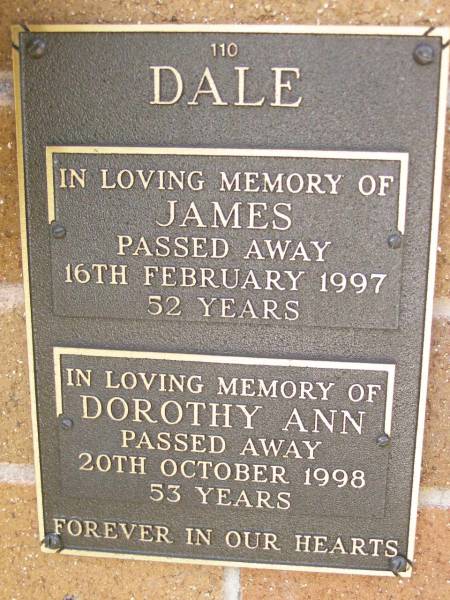 110
DALE
IN LOVING MEMORY OF
JAMES
PASSED AWAY
16TH FEBRUARY 1997
52 YEARS
IN LOVING MEMORY OF
DOROTHY ANN
PASSED AWAY
20TH OCTOBER 1998
53 YEARS
FOREVER IN OUR HEARTS